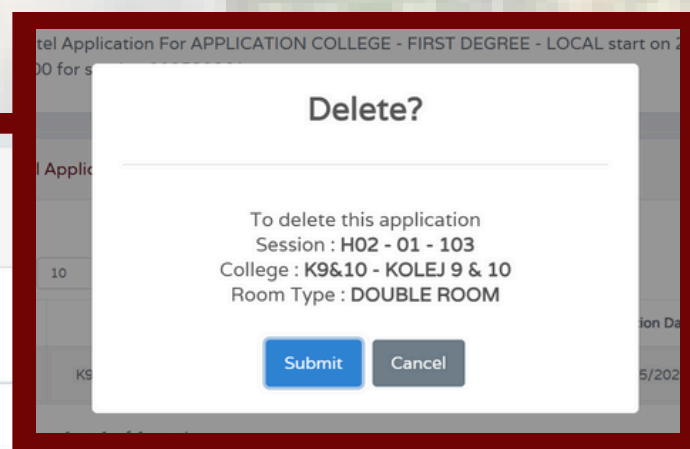 tel Application For APPLICATION COLLEGE - FIRST DEGREE - LOCAL start on 2
00 for s
Delete?
l Applic
To delete this application
Session : H02 - 01 - 103
10
College : K9&10 - KOLEJ 9 & 10
Room Type : DOUBLE ROOM
ion Da
Submit
Cancel
K9
5/202